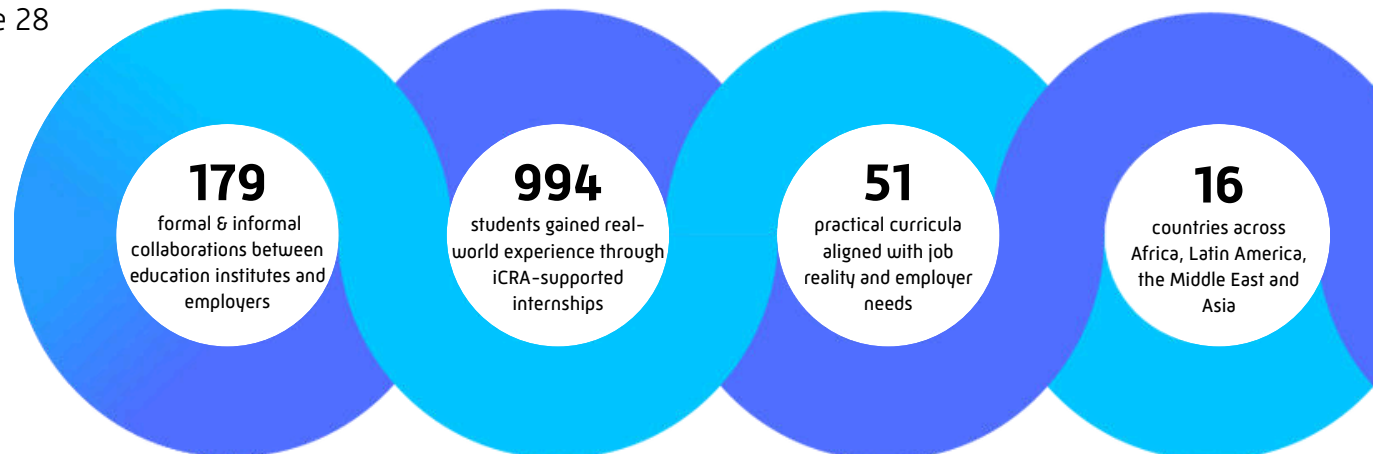 e 28
179
formal & informal
collaborations between
education institutes and
employers
994
students gained real-
world experience through
iCRA-supported
internships
51
practical curricula
aligned with job
reality and employer
needs
16
countries across
Africa, Latin America,
the Middle East and
Asia